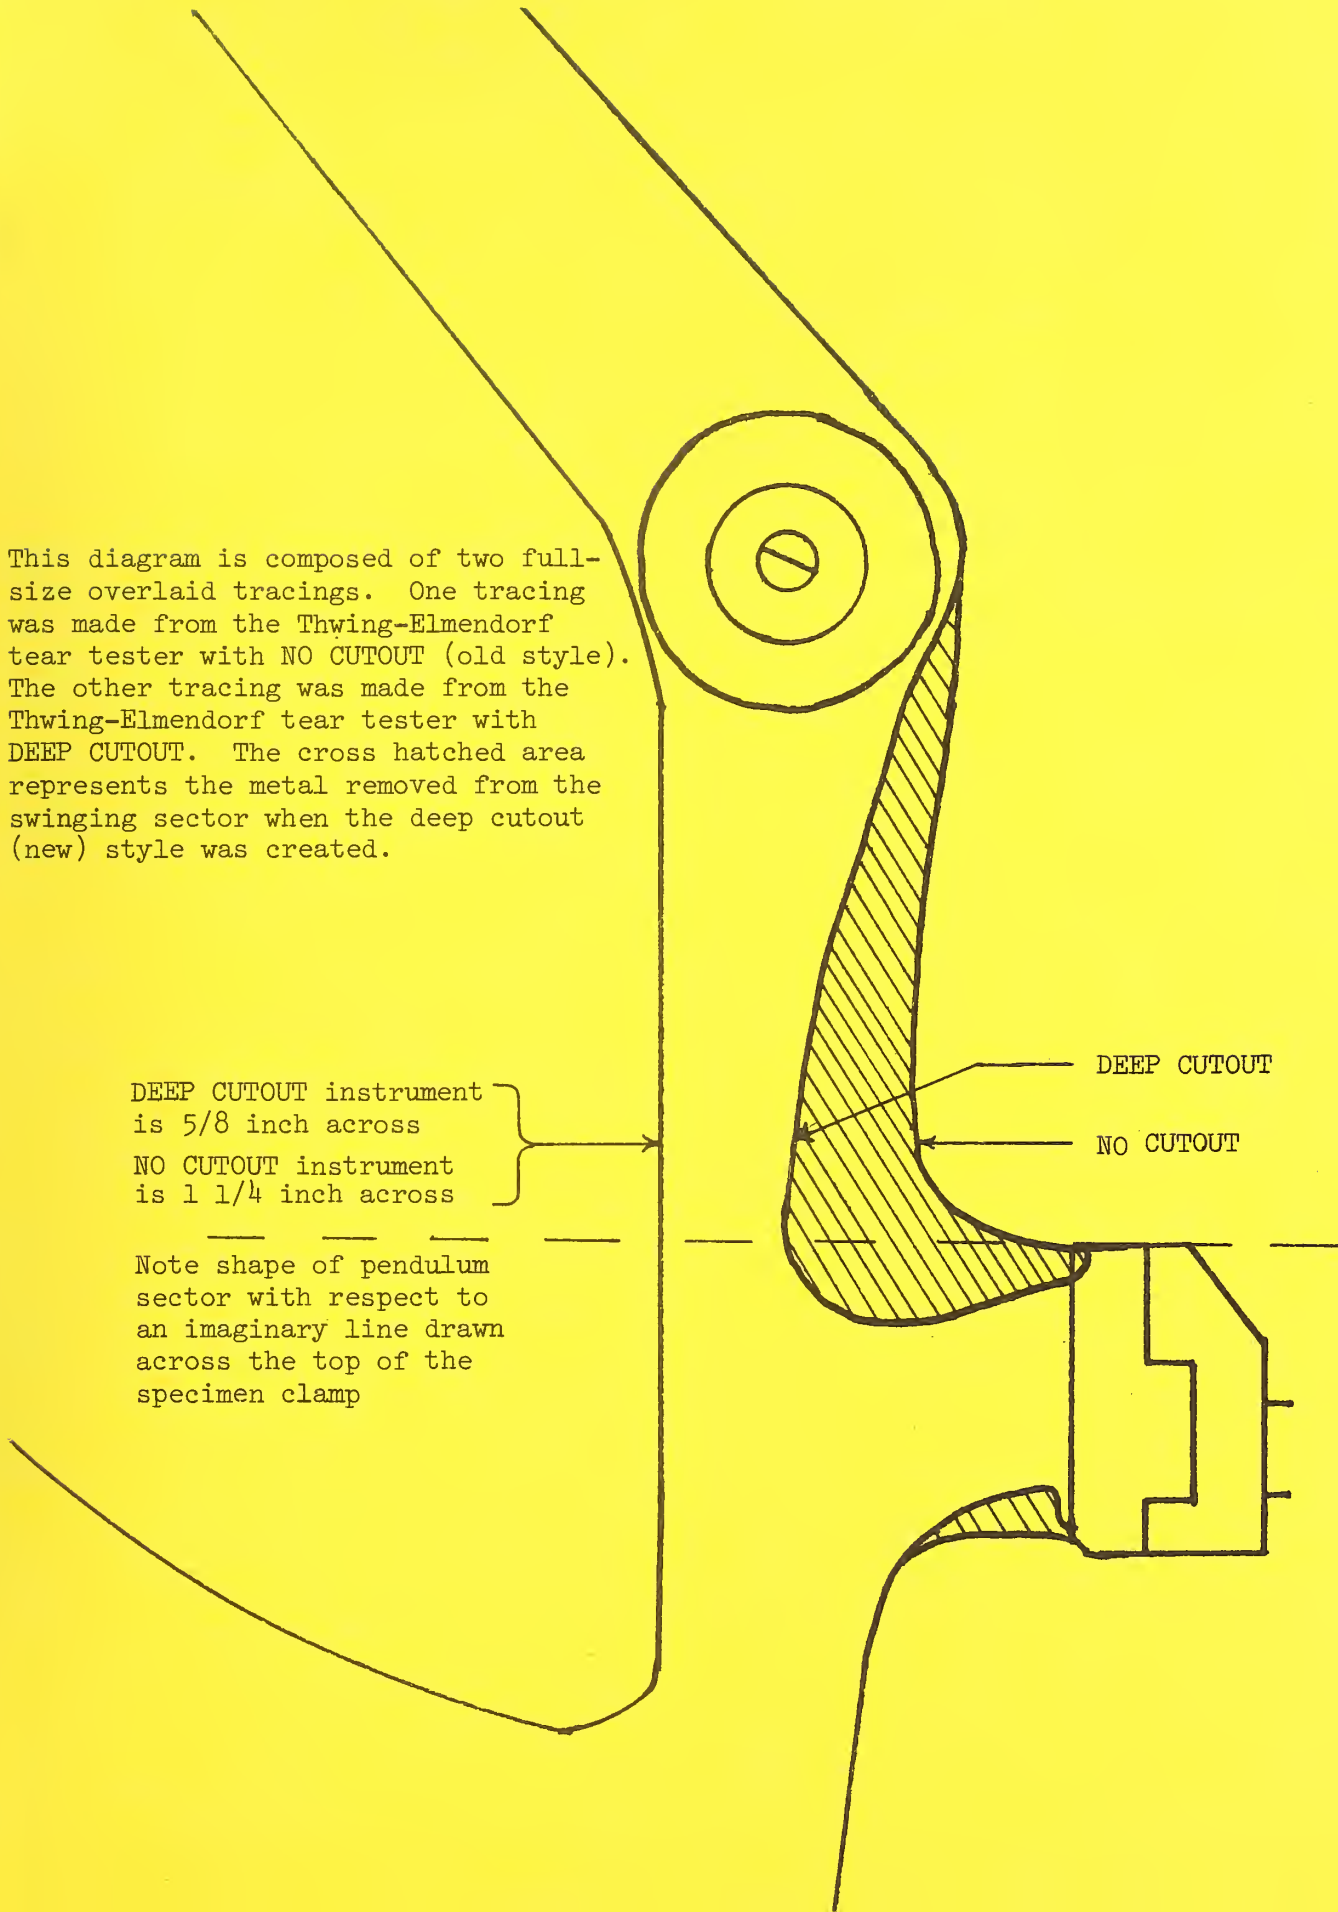 This diagram is composed of two full-
size overlaid tracings. One tracing
was made from the Thwing-Elmendorf
tear tester with NO CUTOUT (old style).
The other tracing was made from the
Thwing-Elmendorf tear tester with
DEEP CUTOUT. The cross hatched area
represents the metal removed from the
swinging sector when the deep cutout
(new) style was created.
DEEP CUTOUT
DEEP CUTOUT instrument
is 5/8 inch across
NO CUTOUT
NO CUTOUT instrument
is 1 1/4 inch across
Note shape of pendulum
sector with respect to
an imaginary line drawn
across the top of the
specimen clamp